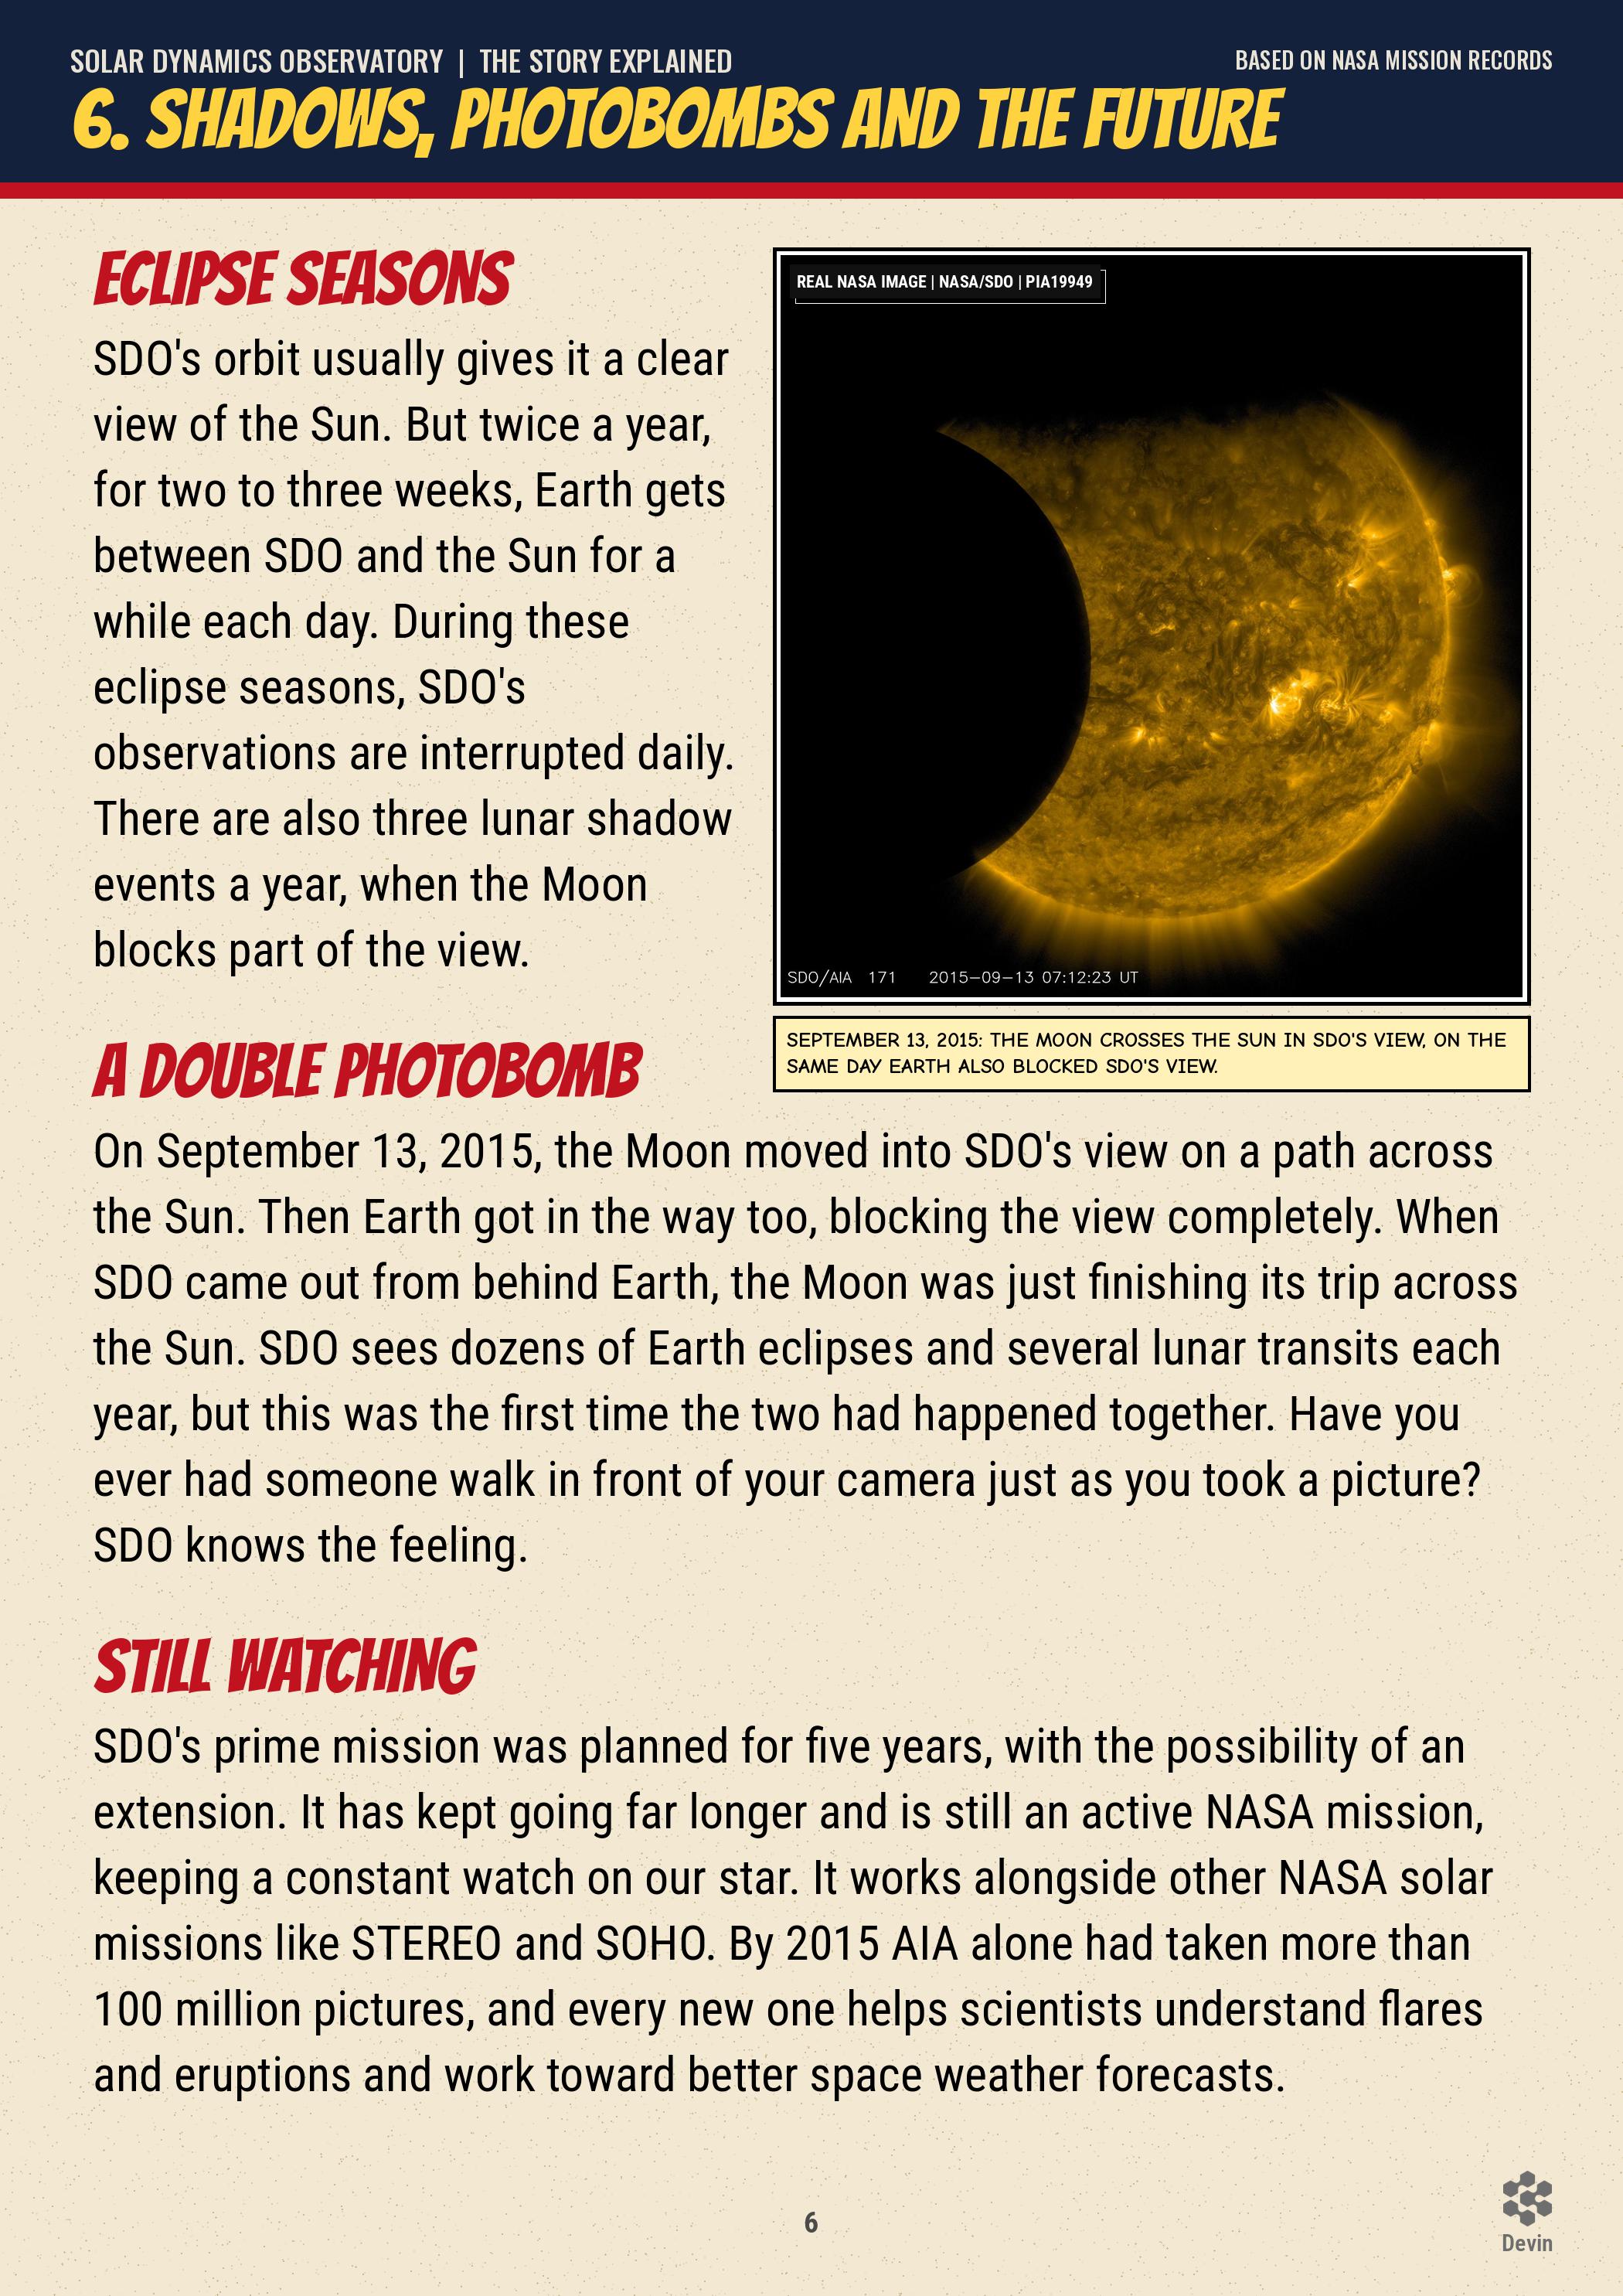 SOLAR DYNAMICS OBSERVATORY | THE STORY EXPLAINED
BASED ON NASA MISSION RECORDS
6. SHADOWS, PHOTOBOMBS AND THE FUTURE
ECLIPSE SEASONS
SDO's orbit usually gives it a clear
view of the Sun. But twice a year,
for two to three weeks, Earth gets
between SDO and the Sun for a
while each day. During these
eclipse seasons, SDO's
observations are interrupted daily.
There are also three lunar shadow
events a year, when the Moon
blocks part of the view.
REAL NASA IMAGE | NASA/SDO | PIA19949
SDO/AIA 171 2015-09-13 07:12:23 UT
SEPTEMBER 13, 2015: THE MOON CROSSES THE SUN IN SDO'S VIEW, ON THE
SAME DAY EARTH ALSO BLOCKED SDO'S VIEW.
A DOUBLE PHOTOBOMB
On September 13, 2015, the Moon moved into SDO's view on a path across
the Sun. Then Earth got in the way too, blocking the view completely. When
SDO came out from behind Earth, the Moon was just finishing its trip across
the Sun. SDO sees dozens of Earth eclipses and several lunar transits each
year, but this was the first time the two had happened together. Have you
ever had someone walk in front of your camera just as you took a picture?
SDO knows the feeling.
STILL WATCHING
SDO's prime mission was planned for five years, with the possibility of an
extension. It has kept going far longer and is still an active NASA mission,
keeping a constant watch on our star. It works alongside other NASA solar
missions like STEREO and SOHO. By 2015 AIA alone had taken more than
100 million pictures, and every new one helps scientists understand flares
and eruptions and work toward better space weather forecasts.
6
Devin